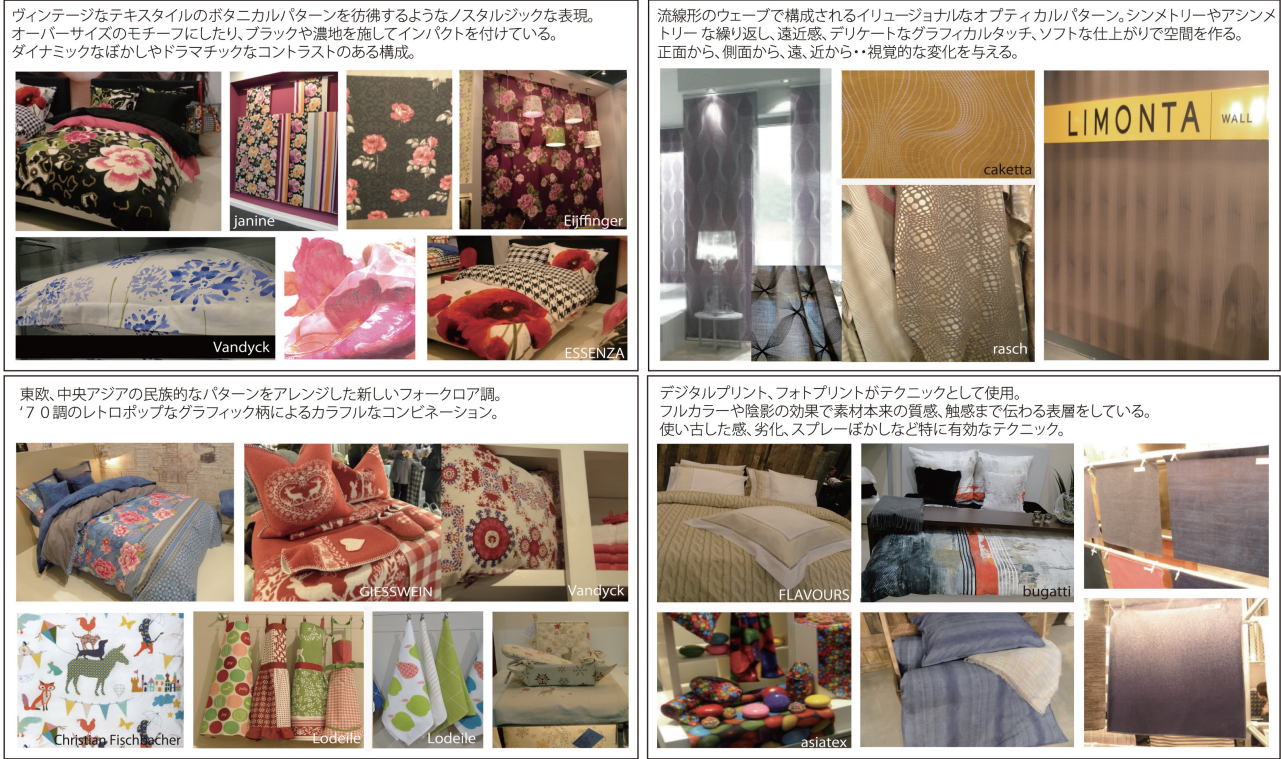 ヴィンテージなテキスタイルのボタニカルパターンを彷彿するようなノスタルジックな表現。
オーバーサイズのモチーフにしたり、ブラックや濃地を施してインパクトを付けている。
ダイナミックなぼかしやドラマチックなコントラストのある構成。
janine
Eijffinger
Vandyck
ESSENZA
流線形のウェーブで構成されるイリュージョナルなオプティカルパターン。シンメトリーやアシンメ
トリー な繰り返し、遠近感、デリケートなグラフィカルタッチ、ソフトな仕上がりで空間を作る。
正面から、側面から、遠、近から・・視覚的な変化を与える。
caketta
LIMONTA WALL
rasch
東欧、中央アジアの民族的なパターンをアレンジした新しいフォークロア調。
‘７０調のレトロポップなグラフィック柄によるカラフルなコンビネーション。
GIESSWEIN
Vandyck
Christian Fischbacher
Lodeile
Lodeile
デジタルプリント、フォトプリントがテクニックとして使用。
フルカラーや陰影の効果で素材本来の質感、触感まで伝わる表層をしている。
使い古した感、劣化、スプレーぼかしなど特に有効なテクニック。
FLAVOURS
bugatti
asiatex